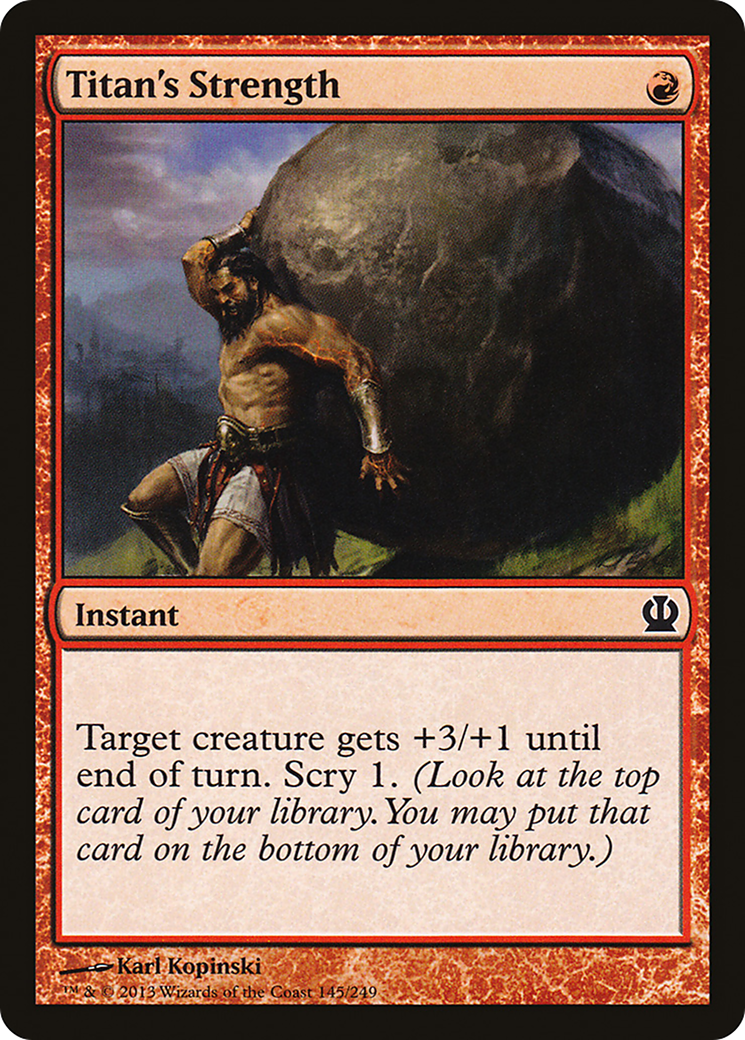 Titan's Strength
Instant
Target creature gets +3/+1 until
end of turn. Scry 1. (Look at the top
card of your library. You may put that
card on the bottom of your library.)
Karl Kopinski
™ & © 2013 Wizards of the Coast 145/249